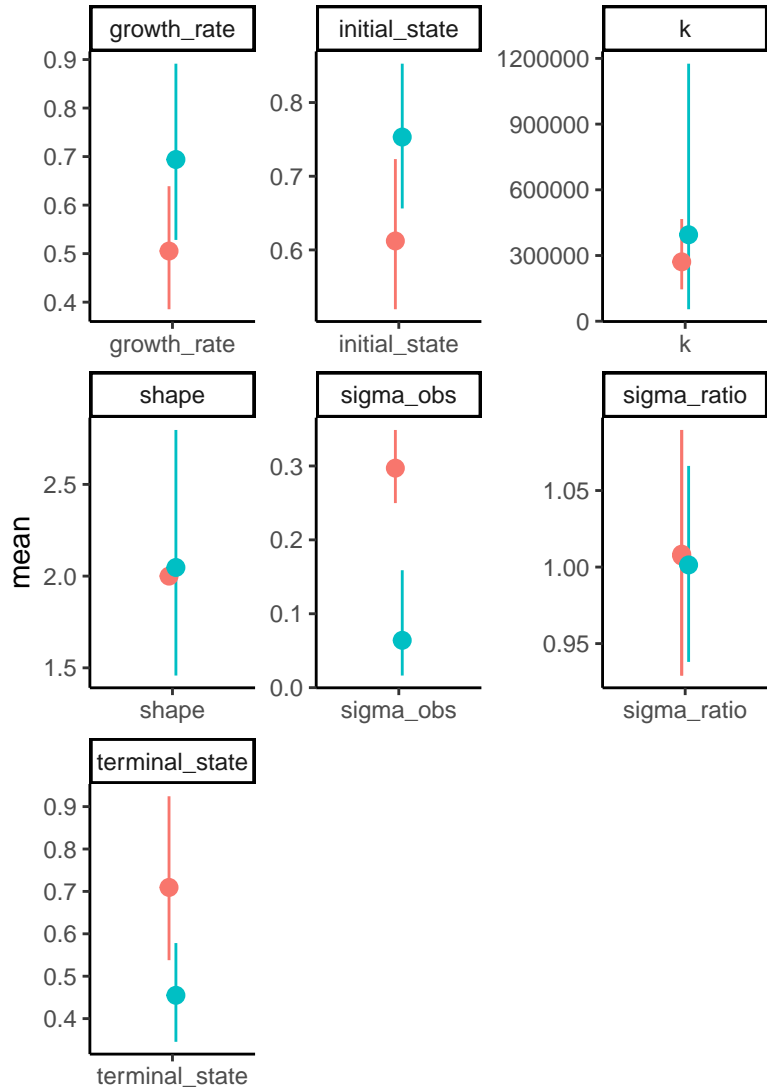 growth_rate
0.9
0.8
0.7
0.6
0.5
0.4
growth_rate
initial_state
0.8
0.7
0.6
initial_state
k
1200000
900000
600000
300000
0
k
mean
shape
2.5
2.0
1.5
shape
sigma_obs
0.3
0.2
0.1
0.0
sigma_obs
sigma_ratio
1.05
1.00
0.95
sigma_ratio
terminal_state
0.9
0.8
0.7
0.6
0.5
0.4
terminal_state